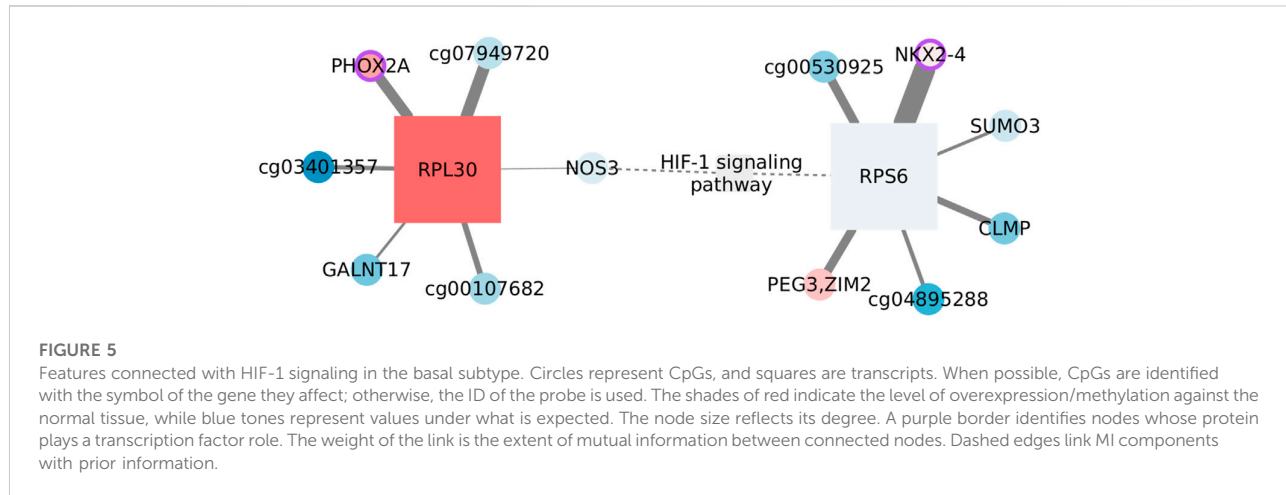 cg07949720
PHOX2A
cg00530925
NKX2-4
SUMO3
cg03401357
RPL30
NOS3
HIF-1 signaling
pathway
RPS6
CLMP
GALNT17
cg00107682
PEG3,ZIM2
cg04895288
FIGURE 5
Features connected with HIF-1 signaling in the basal subtype. Circles represent CpGs, and squares are transcripts. When possible, CpGs are identified
with the symbol of the gene they affect; otherwise, the ID of the probe is used. The shades of red indicate the level of overexpression/methylation against the
normal tissue, while blue tones represent values under what is expected. The node size reflects its degree. A purple border identifies nodes whose protein
plays a transcription factor role. The weight of the link is the extent of mutual information between connected nodes. Dashed edges link MI components
with prior information.